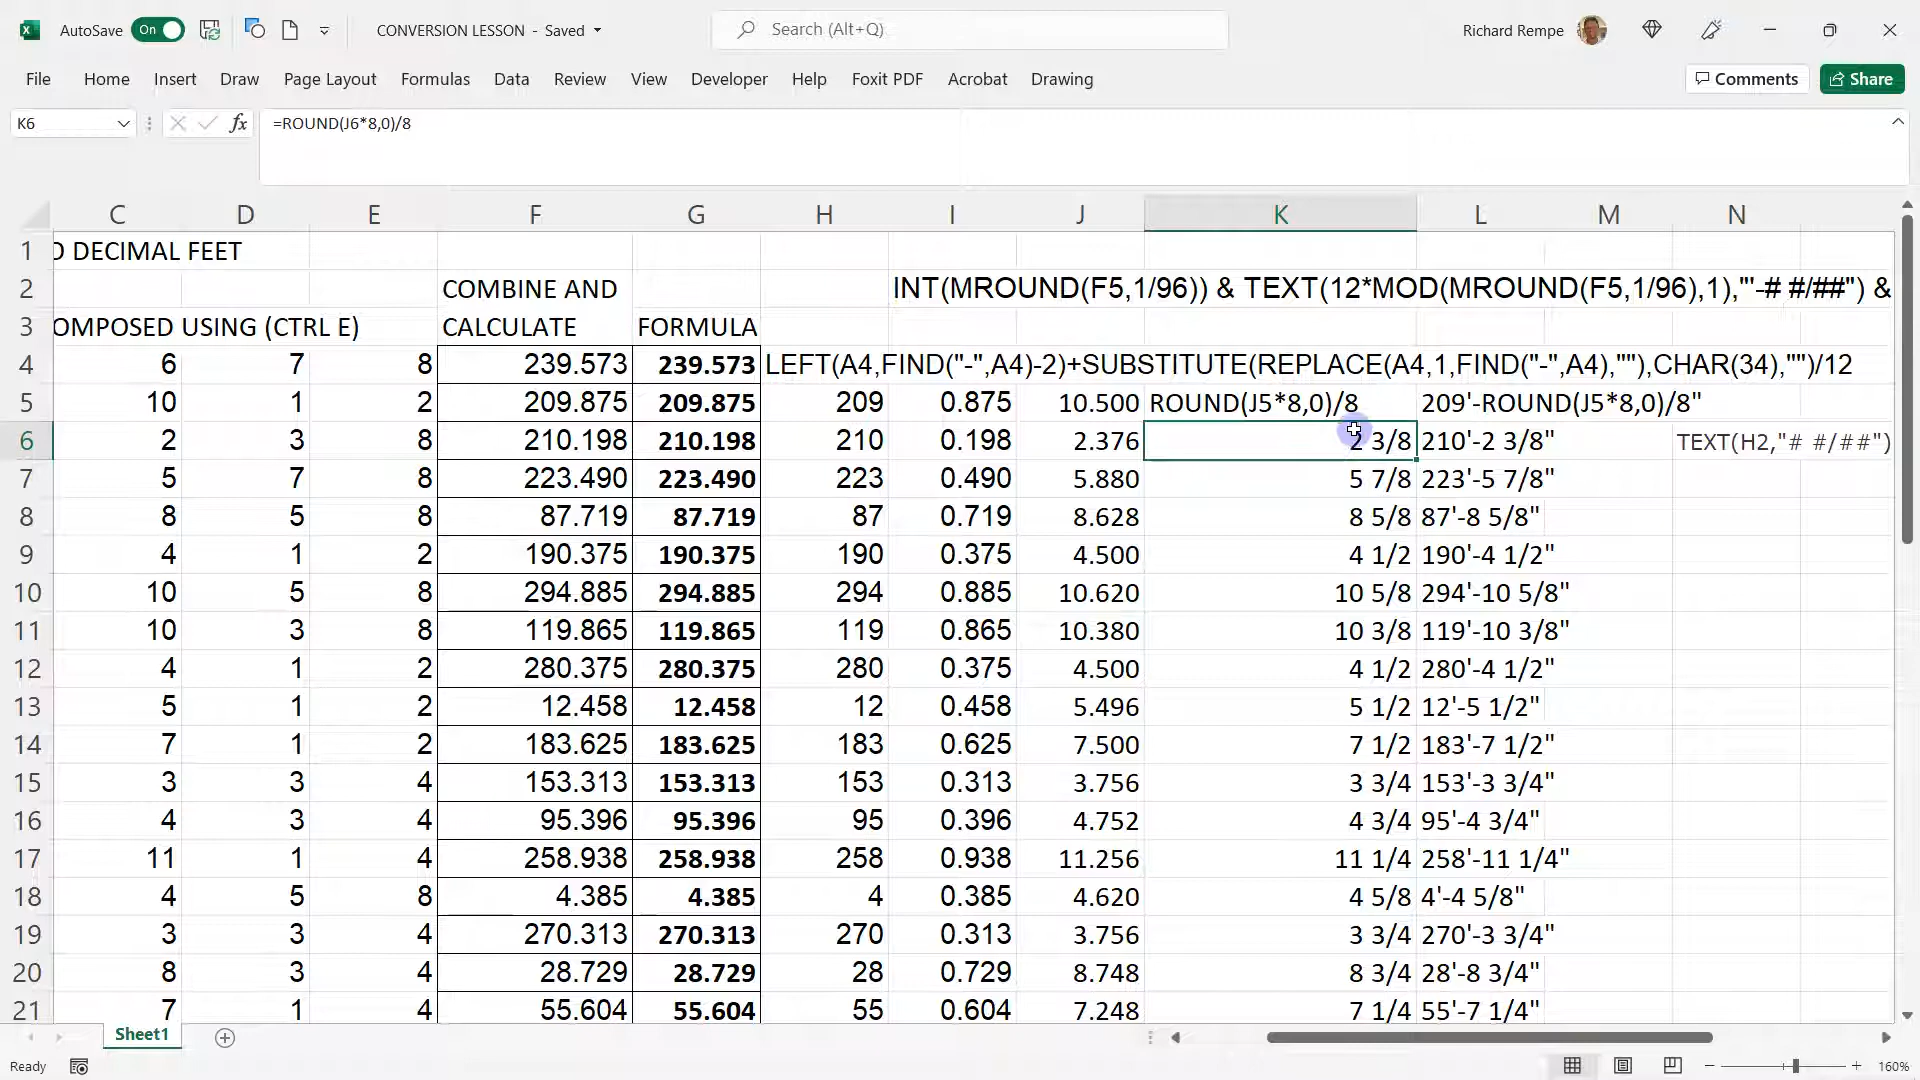 AutoSave On CONVERSION LESSON - Saved Search (Alt+Q) Richard Rempe
File Home Insert Draw Page Layout Formulas Data Review View Developer Help Foxit PDF Acrobat Drawing Comments Share
K6 fx =ROUND(J6*8,0)/8
C D E F G H I J K L M N
1 O DECIMAL FEET
2 COMBINE AND INT(MROUND(F5,1/96)) & TEXT(12*MOD(MROUND(F5,1/96),1),"'-# #/##") &
3 OMPOSED USING (CTRL E) CALCULATE FORMULA
4 6 7 8 239.573 239.573 LEFT(A4,FIND("-",A4)-2)+SUBSTITUTE(REPLACE(A4,1,FIND("-",A4),""),CHAR(34),"")/12
5 10 1 2 209.875 209.875 209 0.875 10.500 ROUND(J5*8,0)/8 209'-ROUND(J5*8,0)/8"
6 2 3 8 210.198 210.198 210 0.198 2.376 2 3/8 210'-2 3/8" TEXT(H2,"# #/##")
7 5 7 8 223.490 223.490 223 0.490 5.880 5 7/8 223'-5 7/8"
8 8 5 8 87.719 87.719 87 0.719 8.628 8 5/8 87'-8 5/8"
9 4 1 2 190.375 190.375 190 0.375 4.500 4 1/2 190'-4 1/2"
10 10 5 8 294.885 294.885 294 0.885 10.620 10 5/8 294'-10 5/8"
11 10 3 8 119.865 119.865 119 0.865 10.380 10 3/8 119'-10 3/8"
12 4 1 2 280.375 280.375 280 0.375 4.500 4 1/2 280'-4 1/2"
13 5 1 2 12.458 12.458 12 0.458 5.496 5 1/2 12'-5 1/2"
14 7 1 2 183.625 183.625 183 0.625 7.500 7 1/2 183'-7 1/2"
15 3 3 4 153.313 153.313 153 0.313 3.756 3 3/4 153'-3 3/4"
16 4 3 4 95.396 95.396 95 0.396 4.752 4 3/4 95'-4 3/4"
17 11 1 4 258.938 258.938 258 0.938 11.256 11 1/4 258'-11 1/4"
18 4 5 8 4.385 4.385 4 0.385 4.620 4 5/8 4'-4 5/8"
19 3 3 4 270.313 270.313 270 0.313 3.756 3 3/4 270'-3 3/4"
20 8 3 4 28.729 28.729 28 0.729 8.748 8 3/4 28'-8 3/4"
21 7 1 4 55.604 55.604 55 0.604 7.248 7 1/4 55'-7 1/4"
Sheet1
Ready 160%